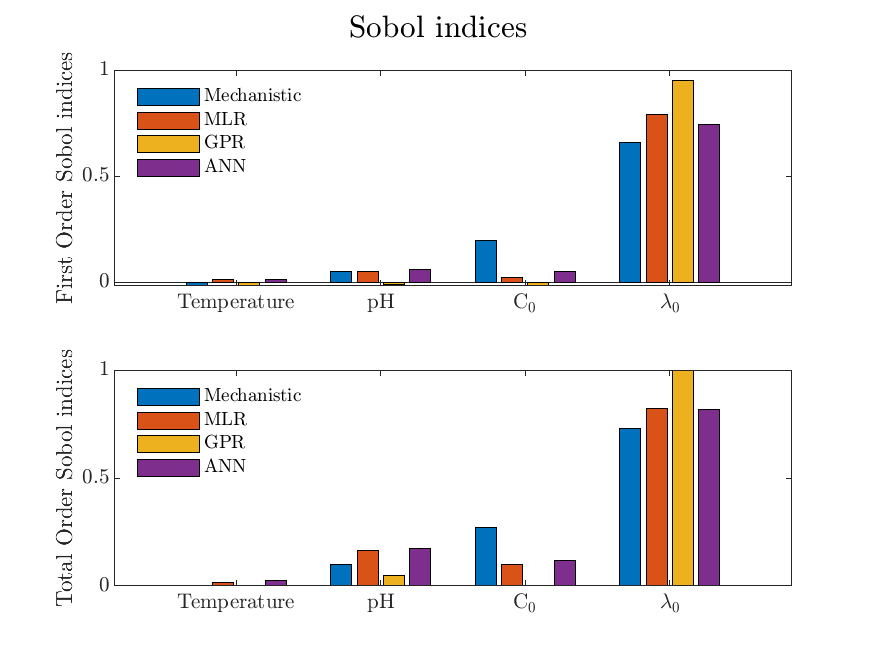 Sobol indices
First Order Sobol indices
1
0.5
0
Mechanistic
MLR
GPR
ANN
Temperature pH C₀ λ₀
Total Order Sobol indices
1
0.5
0
Mechanistic
MLR
GPR
ANN
Temperature pH C₀ λ₀